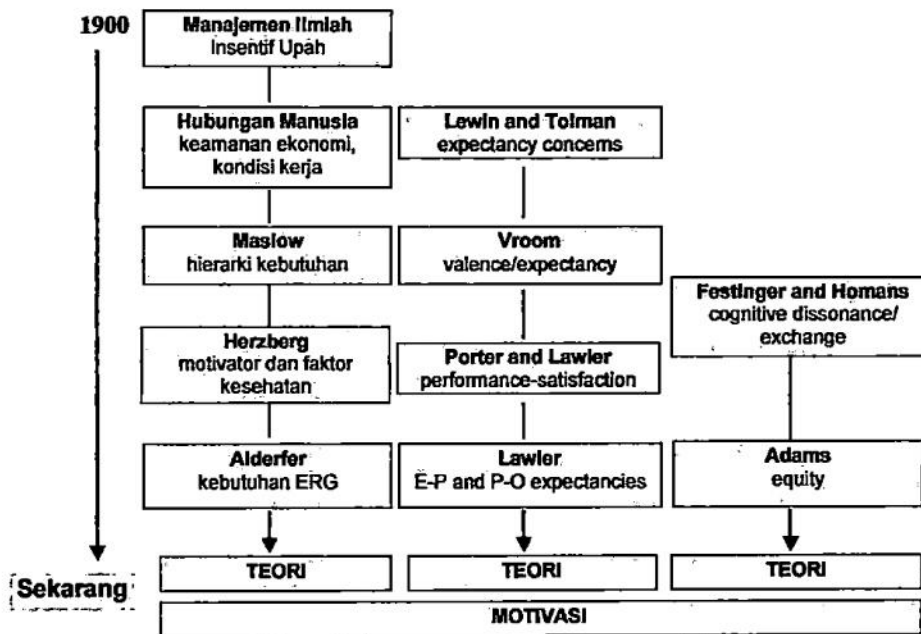 1900
Manajemen Ilmiah
Insentif Upah
Hubungan Manusia
keamanan ekonomi,
kondisi kerja
Lewin and Tolman
expectancy concerns
Maslow
hierarki kebutuhan
Vroom
valence/expectancy
Festinger and Homans
cognitive dissonance/
exchange
Herzberg
motivator dan faktor
kesehatan
Porter and Lawler
performance-satisfaction
Alderfer
kebutuhan ERG
Lawler
E-P and P-O expectancies
Adams
equity
Sekarang
TEORI
TEORI
TEORI
MOTIVASI